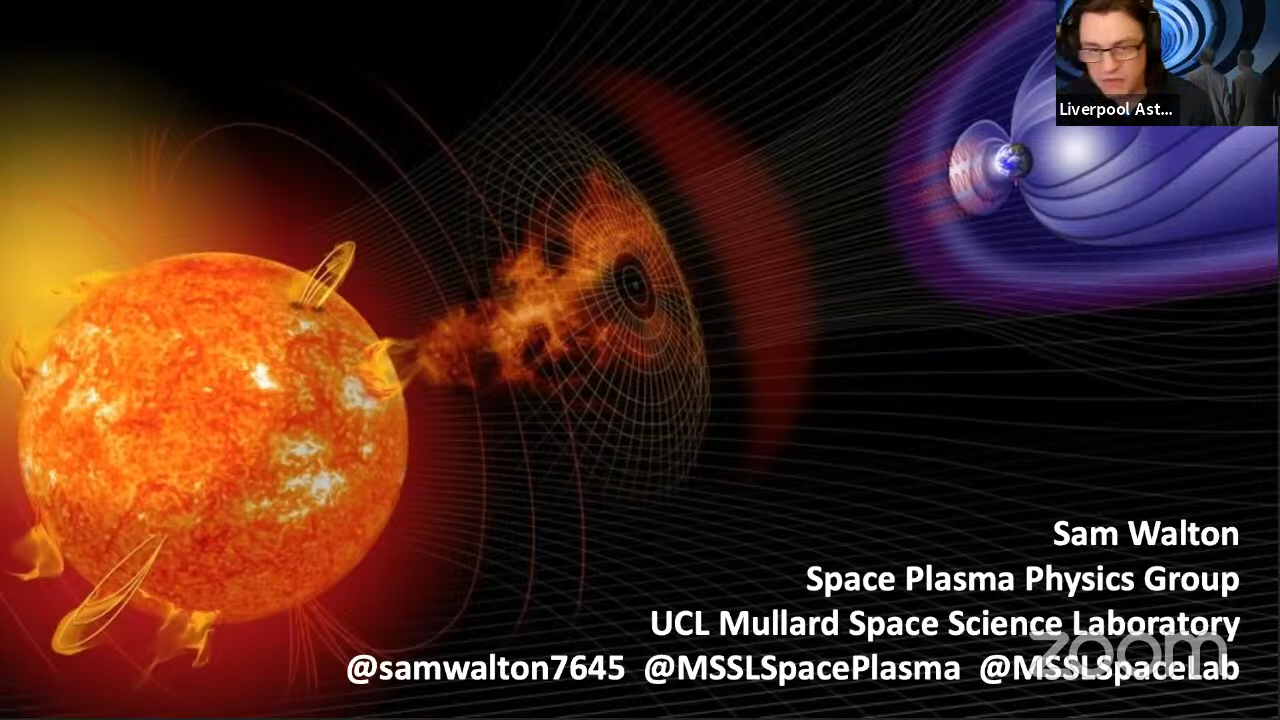 Liverpool Ast...
Sam Walton
Space Plasma Physics Group
UCL Mullard Space Science Laboratory
@samwalton7645 @MSSLSpacePlasma @MSSLSpaceLab
zoom